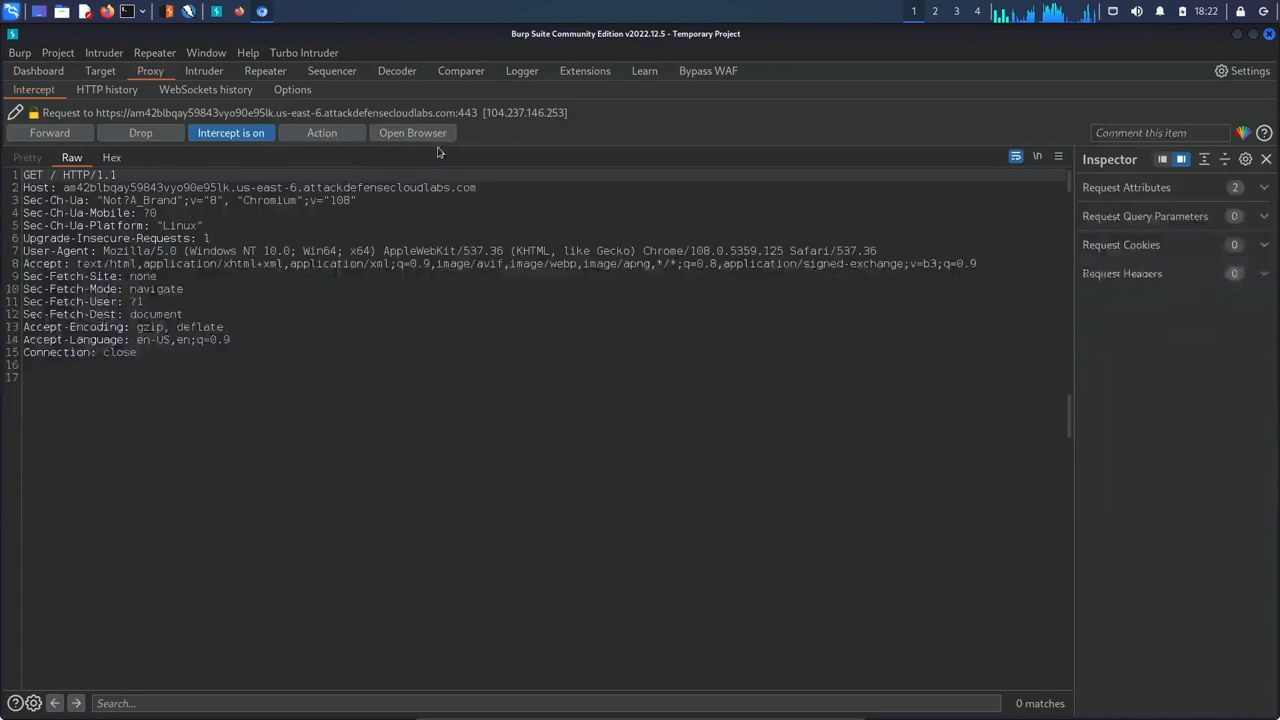 1 2 3 4 18:22
Burp Suite Community Edition v2022.12.5 - Temporary Project
Burp Project Intruder Repeater Window Help Turbo Intruder
Dashboard Target Proxy Intruder Repeater Sequencer Decoder Comparer Logger Extensions Learn Bypass WAF Settings
Intercept HTTP history WebSockets history Options
Request to https://am42blbqay59843vyo90e95lk.us-east-6.attackdefensecloudlabs.com:443 [104.237.146.253]
Forward Drop Intercept is on Action Open Browser Comment this item
Pretty Raw Hex \n Inspector
1 GET / HTTP/1.1
2 Host: am42blbqay59843vyo90e95lk.us-east-6.attackdefensecloudlabs.com
3 Sec-Ch-Ua: "Not?A_Brand";v="8", "Chromium";v="108"
4 Sec-Ch-Ua-Mobile: ?0
5 Sec-Ch-Ua-Platform: "Linux"
6 Upgrade-Insecure-Requests: 1
7 User-Agent: Mozilla/5.0 (Windows NT 10.0; Win64; x64) AppleWebKit/537.36 (KHTML, like Gecko) Chrome/108.0.5359.125 Safari/537.36
8 Accept: text/html,application/xhtml+xml,application/xml;q=0.9,image/avif,image/webp,image/apng,*/*;q=0.8,application/signed-exchange;v=b3;q=0.9
9 Sec-Fetch-Site: none
10 Sec-Fetch-Mode: navigate
11 Sec-Fetch-User: ?1
12 Sec-Fetch-Dest: document
13 Accept-Encoding: gzip, deflate
14 Accept-Language: en-US,en;q=0.9
15 Connection: close
16
17
Request Attributes 2
Request Query Parameters 0
Request Cookies 0
Request Headers 0
Search... 0 matches